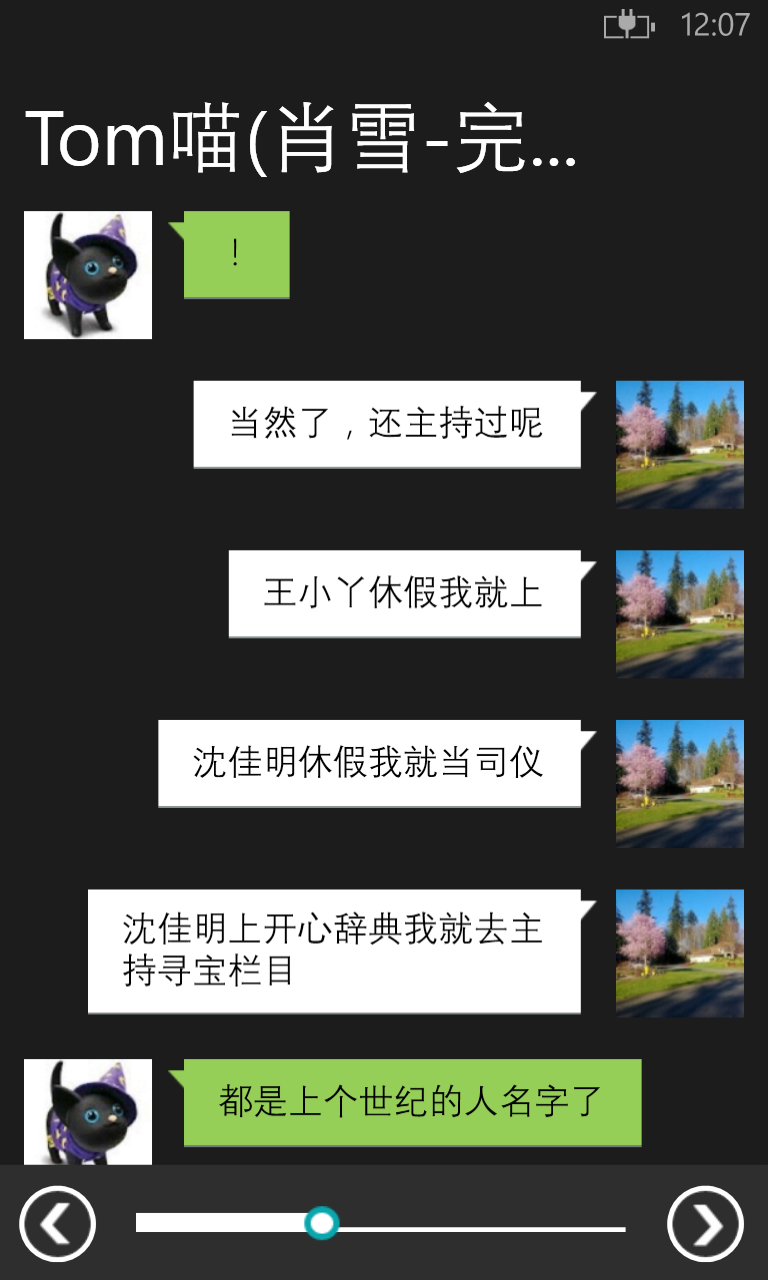 12:07
Tom喵(肖雪-完...
！
当然了，还主持过呢
王小丫休假我就上
沈佳明休假我就当司仪
沈佳明上开心辞典我就去主
持寻宝栏目
都是上个世纪的人名字了